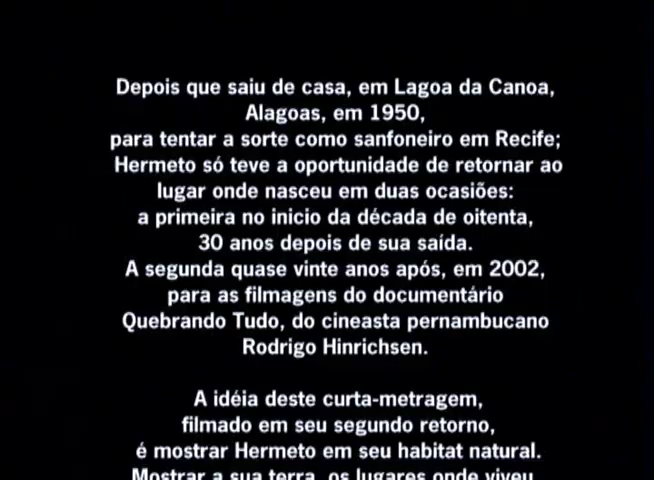 Depois que saiu de casa, em Lagoa da Canoa,
Alagoas, em 1950,
para tentar a sorte como sanfoneiro em Recife;
Hermeto só teve a oportunidade de retornar ao
lugar onde nasceu em duas ocasiões:
a primeira no inicio da década de oitenta,
30 anos depois de sua saída.
A segunda quase vinte anos após, em 2002,
para as filmagens do documentário
Quebrando Tudo, do cineasta pernambucano
Rodrigo Hinrichsen.
A idéia deste curta-metragem,
filmado em seu segundo retorno,
é mostrar Hermeto em seu habitat natural.
Mostrar a sua terra, os lugares onde viveu